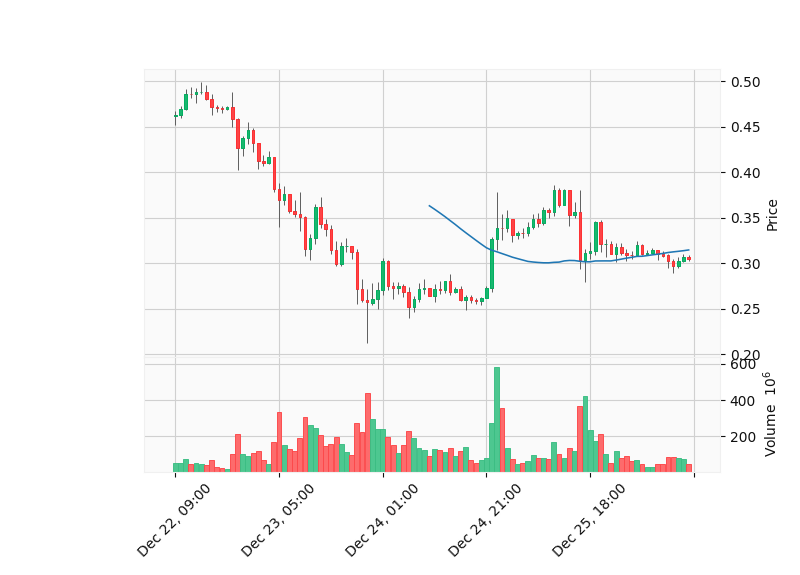 0.50
0.45
0.40
0.35
0.30
0.25
0.20
Price
600
400
200
Volume 10^6
Dec 22, 09:00
Dec 23, 05:00
Dec 24, 01:00
Dec 24, 21:00
Dec 25, 18:00